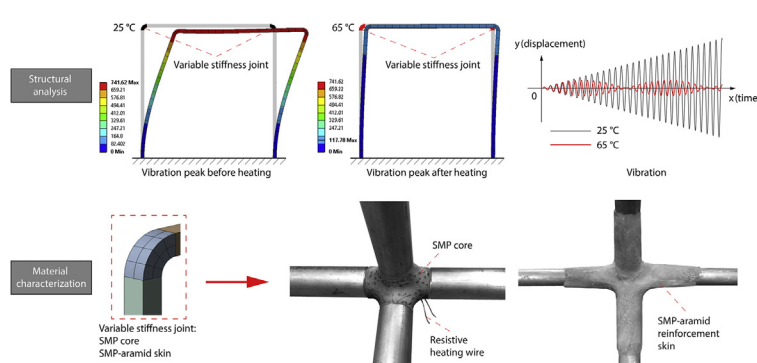 25 °C
Variable stiffness joint
741.62 Max
659.21
576.81
494.41
412.01
329.61
247.21
164.0
82.402
0 Min
Vibration peak before heating
65 °C
Variable stiffness joint
741.62
659.22
576.82
494.41
412.01
329.61
247.21
117.78 Max
0 Min
Vibration peak after heating
y (displacement)
0
x (time)
25 °C
65 °C
Vibration
Structural
analysis
Material
characterization
Variable stiffness joint:
SMP core
SMP-aramid skin
SMP core
Resistive
heating wire
SMP-aramid
reinforcement
skin